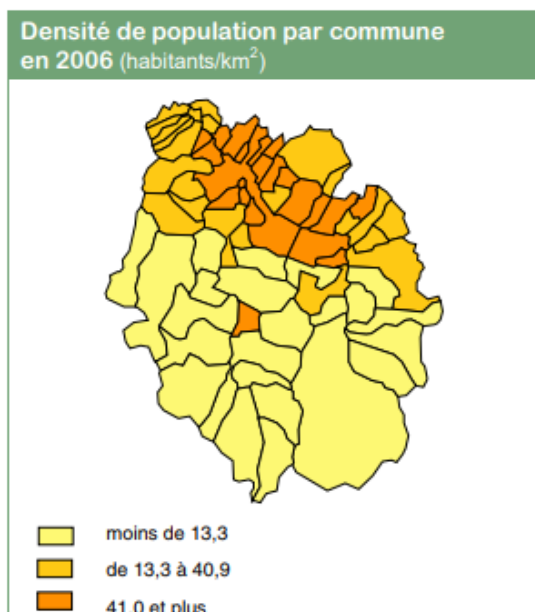 Densité de population par commune
en 2006 (habitants/km²)
moins de 13,3
de 13,3 à 40,9
41,0 et plus